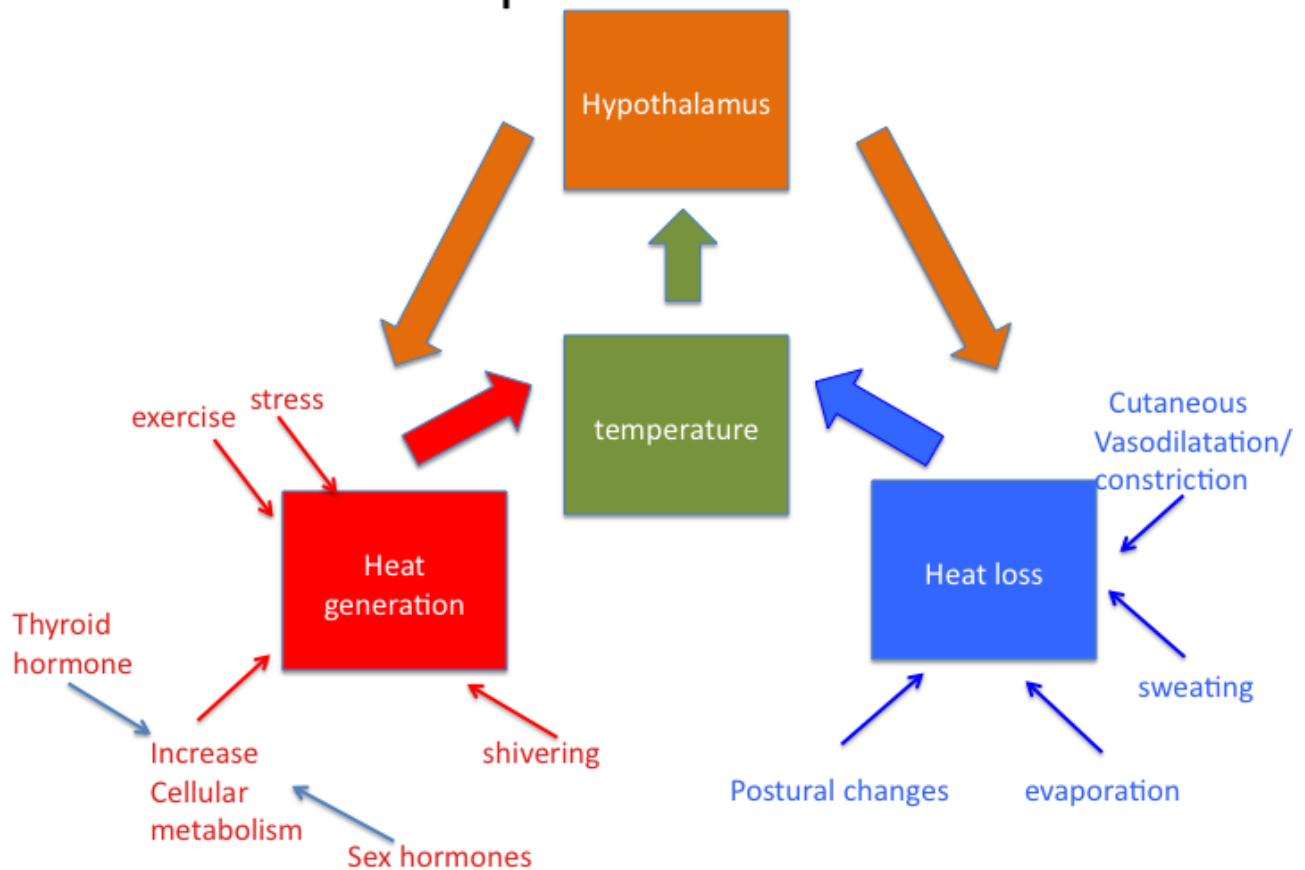 Hypothalamus
temperature
exercise
stress
Heat
generation
Thyroid
hormone
Increase
Cellular
metabolism
shivering
Sex hormones
Cutaneous
Vasodilatation/
constriction
Heat loss
sweating
Postural changes
evaporation